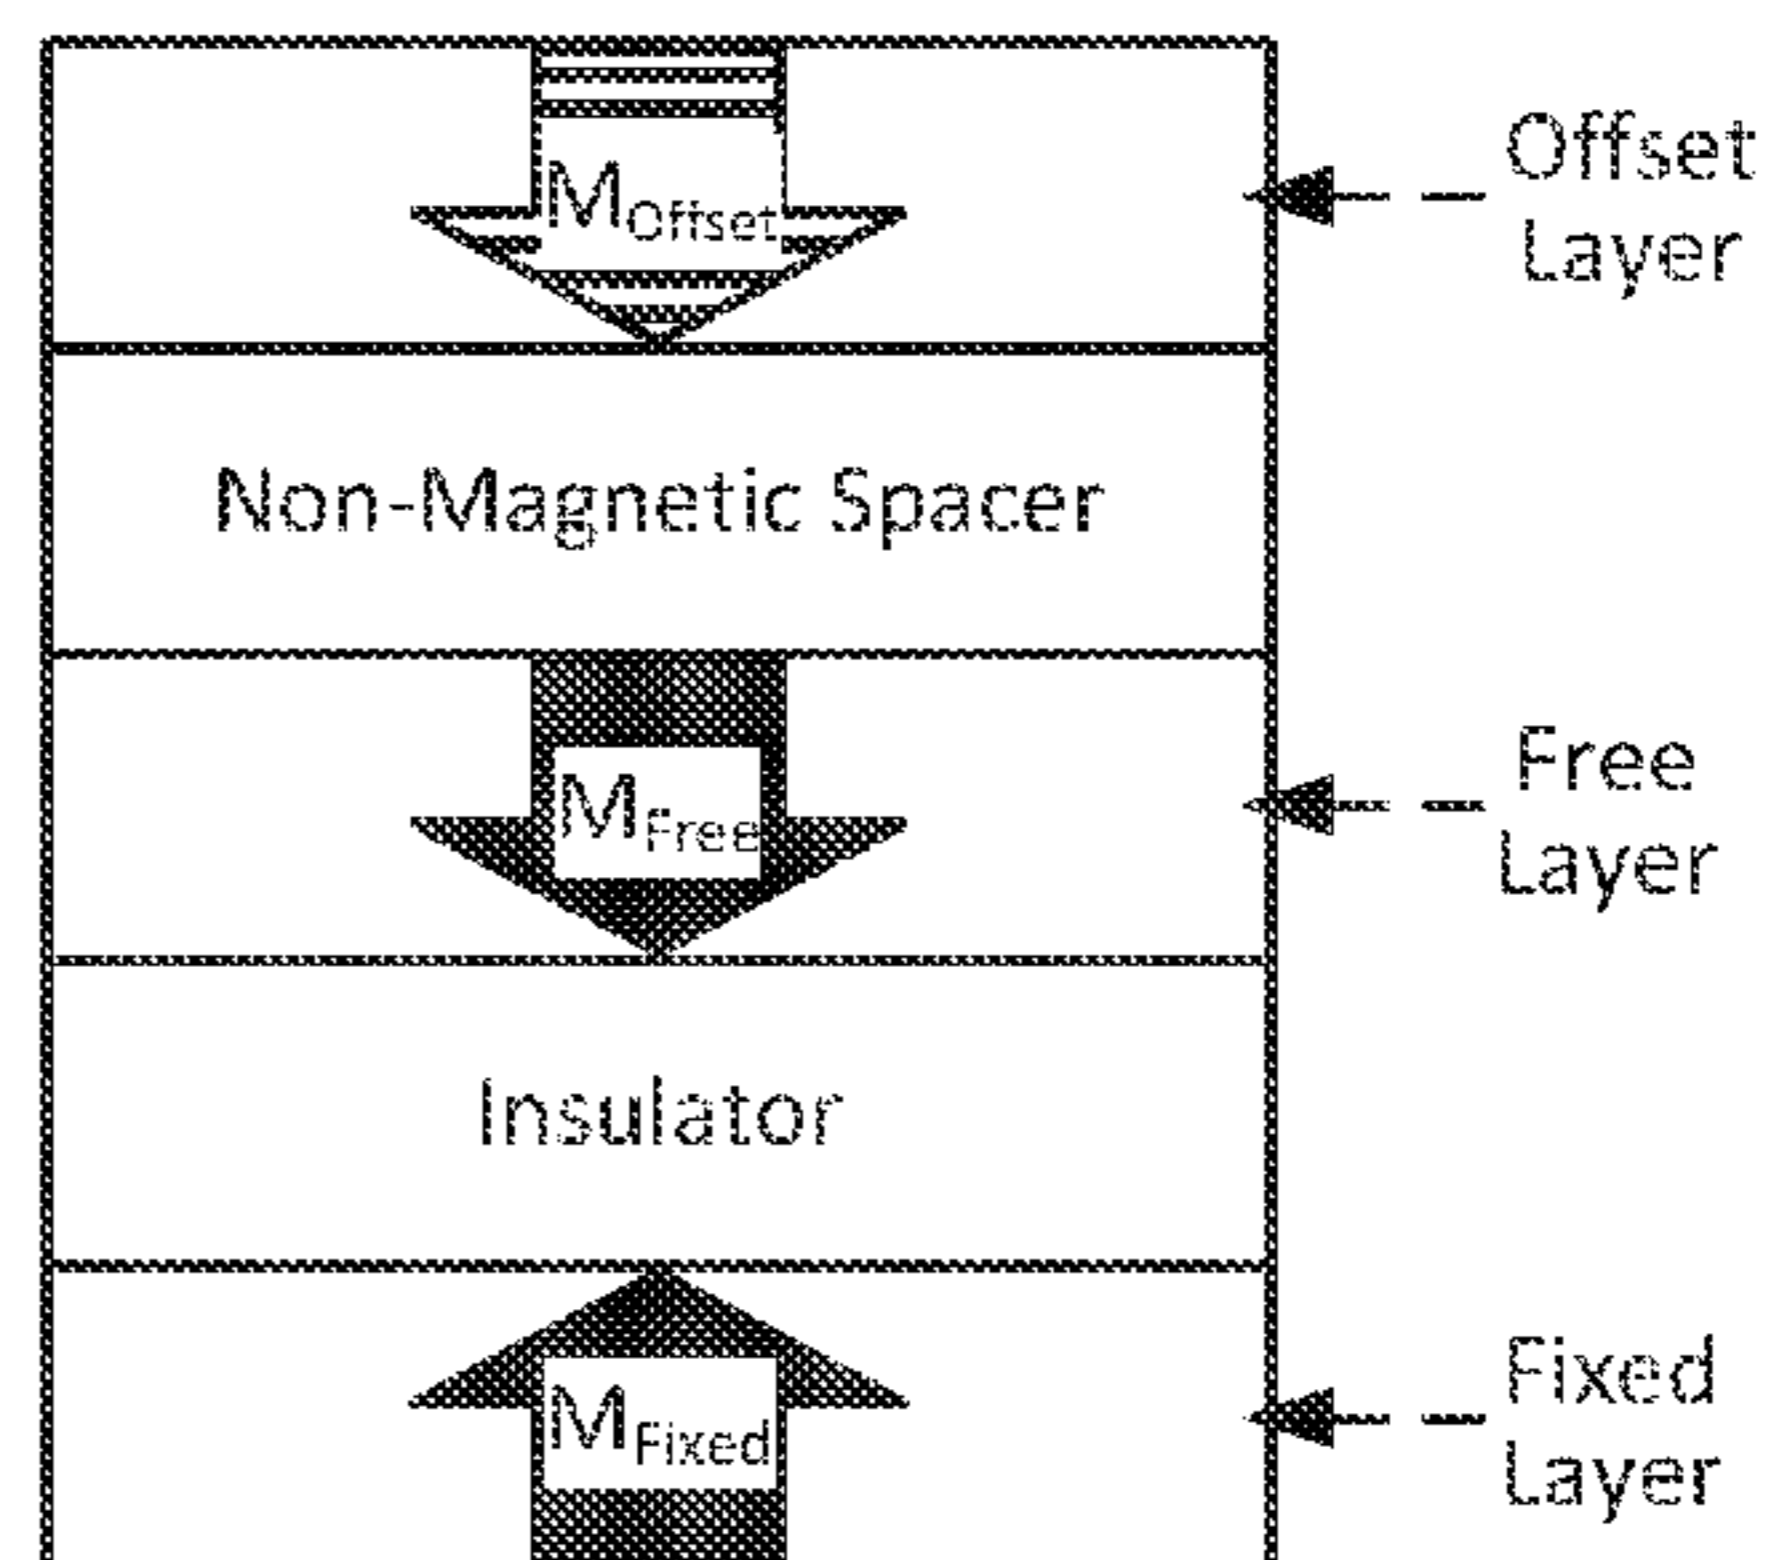 MOffset
Offset
Layer
Non-Magnetic Spacer
MFree
Free
Layer
Insulator
MFixed
Fixed
Layer